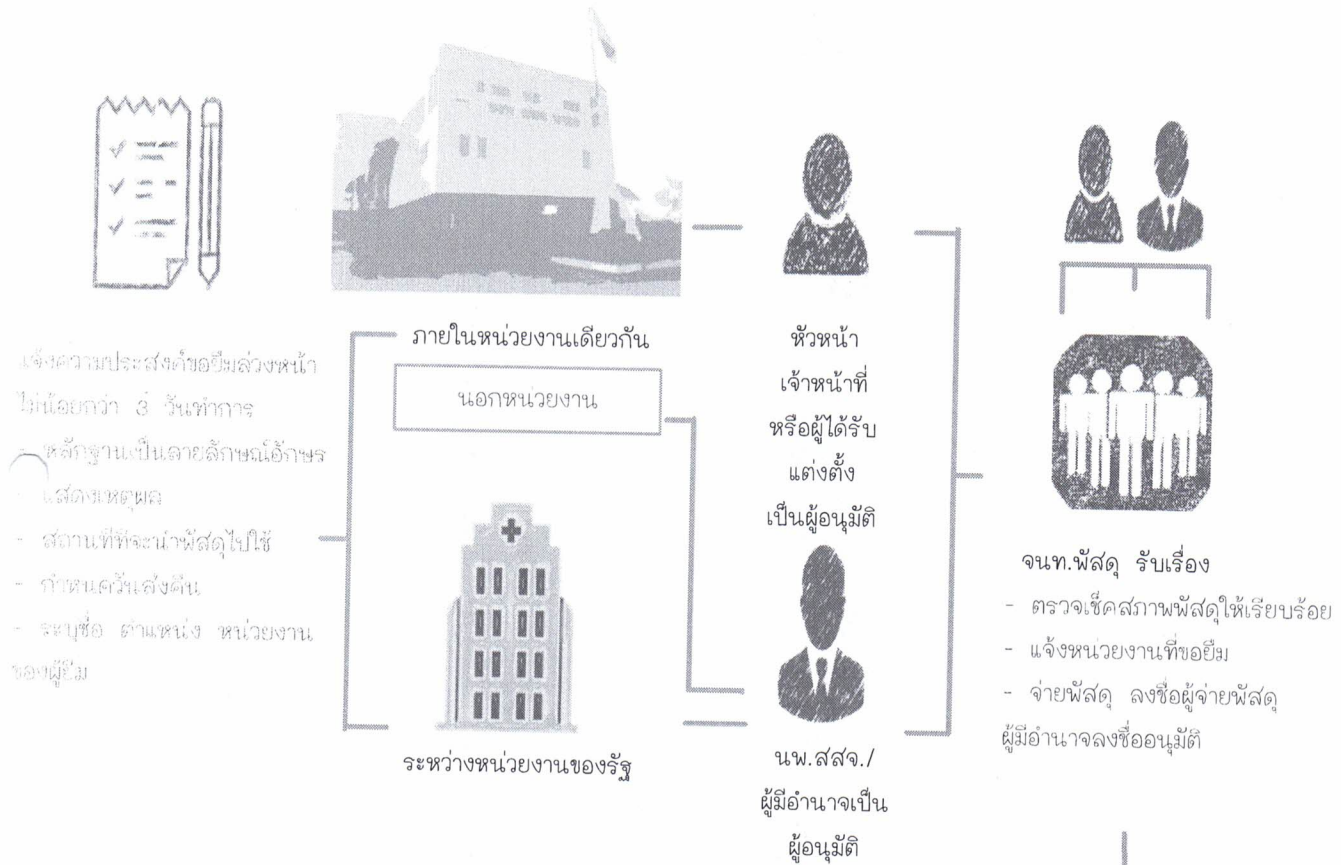 แจ้งความประสงค์ขอยืมล่วงหน้า
ไม่น้อยกว่า 3 วันทำการ
- หลักฐานเป็นลายลักษณ์อักษร
- แสดงเหตุผล
- สถานที่ที่จะนำพัสดุไปใช้
- กำหนดวันส่งคืน
- ระบุชื่อ ตำแหน่ง หน่วยงาน
ของผู้ยืม
ภายในหน่วยงานเดียวกัน
นอกหน่วยงาน
ระหว่างหน่วยงานของรัฐ
หัวหน้า
เจ้าหน้าที่
หรือผู้ได้รับ
แต่งตั้ง
เป็นผู้อนุมัติ
นพ.สสจ./
ผู้มีอำนาจเป็น
ผู้อนุมัติ
จนท.พัสดุ รับเรื่อง
- ตรวจเช็คสภาพพัสดุให้เรียบร้อย
- แจ้งหน่วยงานที่ขอยืม
- จ่ายพัสดุ ลงชื่อผู้จ่ายพัสดุ
ผู้มีอำนาจลงชื่ออนุมัติ